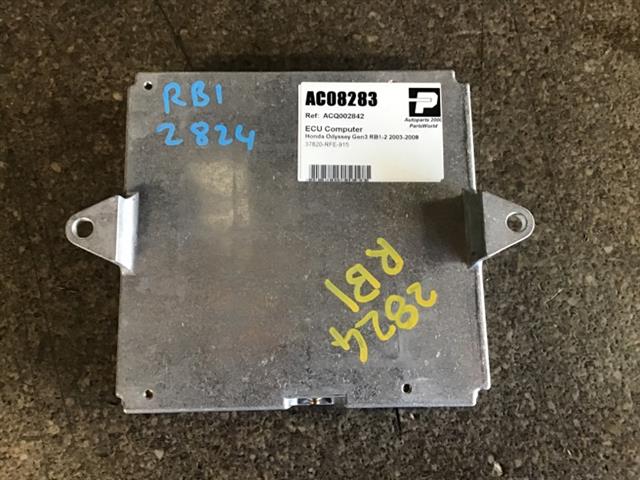 RB1
2824
AC08283
Ref: ACQ002842
ECU Computer
Honda Odyssey Gen3 RB1-2 2003-2008
37820-RFE-915
P
Autoparts 200
PartsWorld
RB1
2824